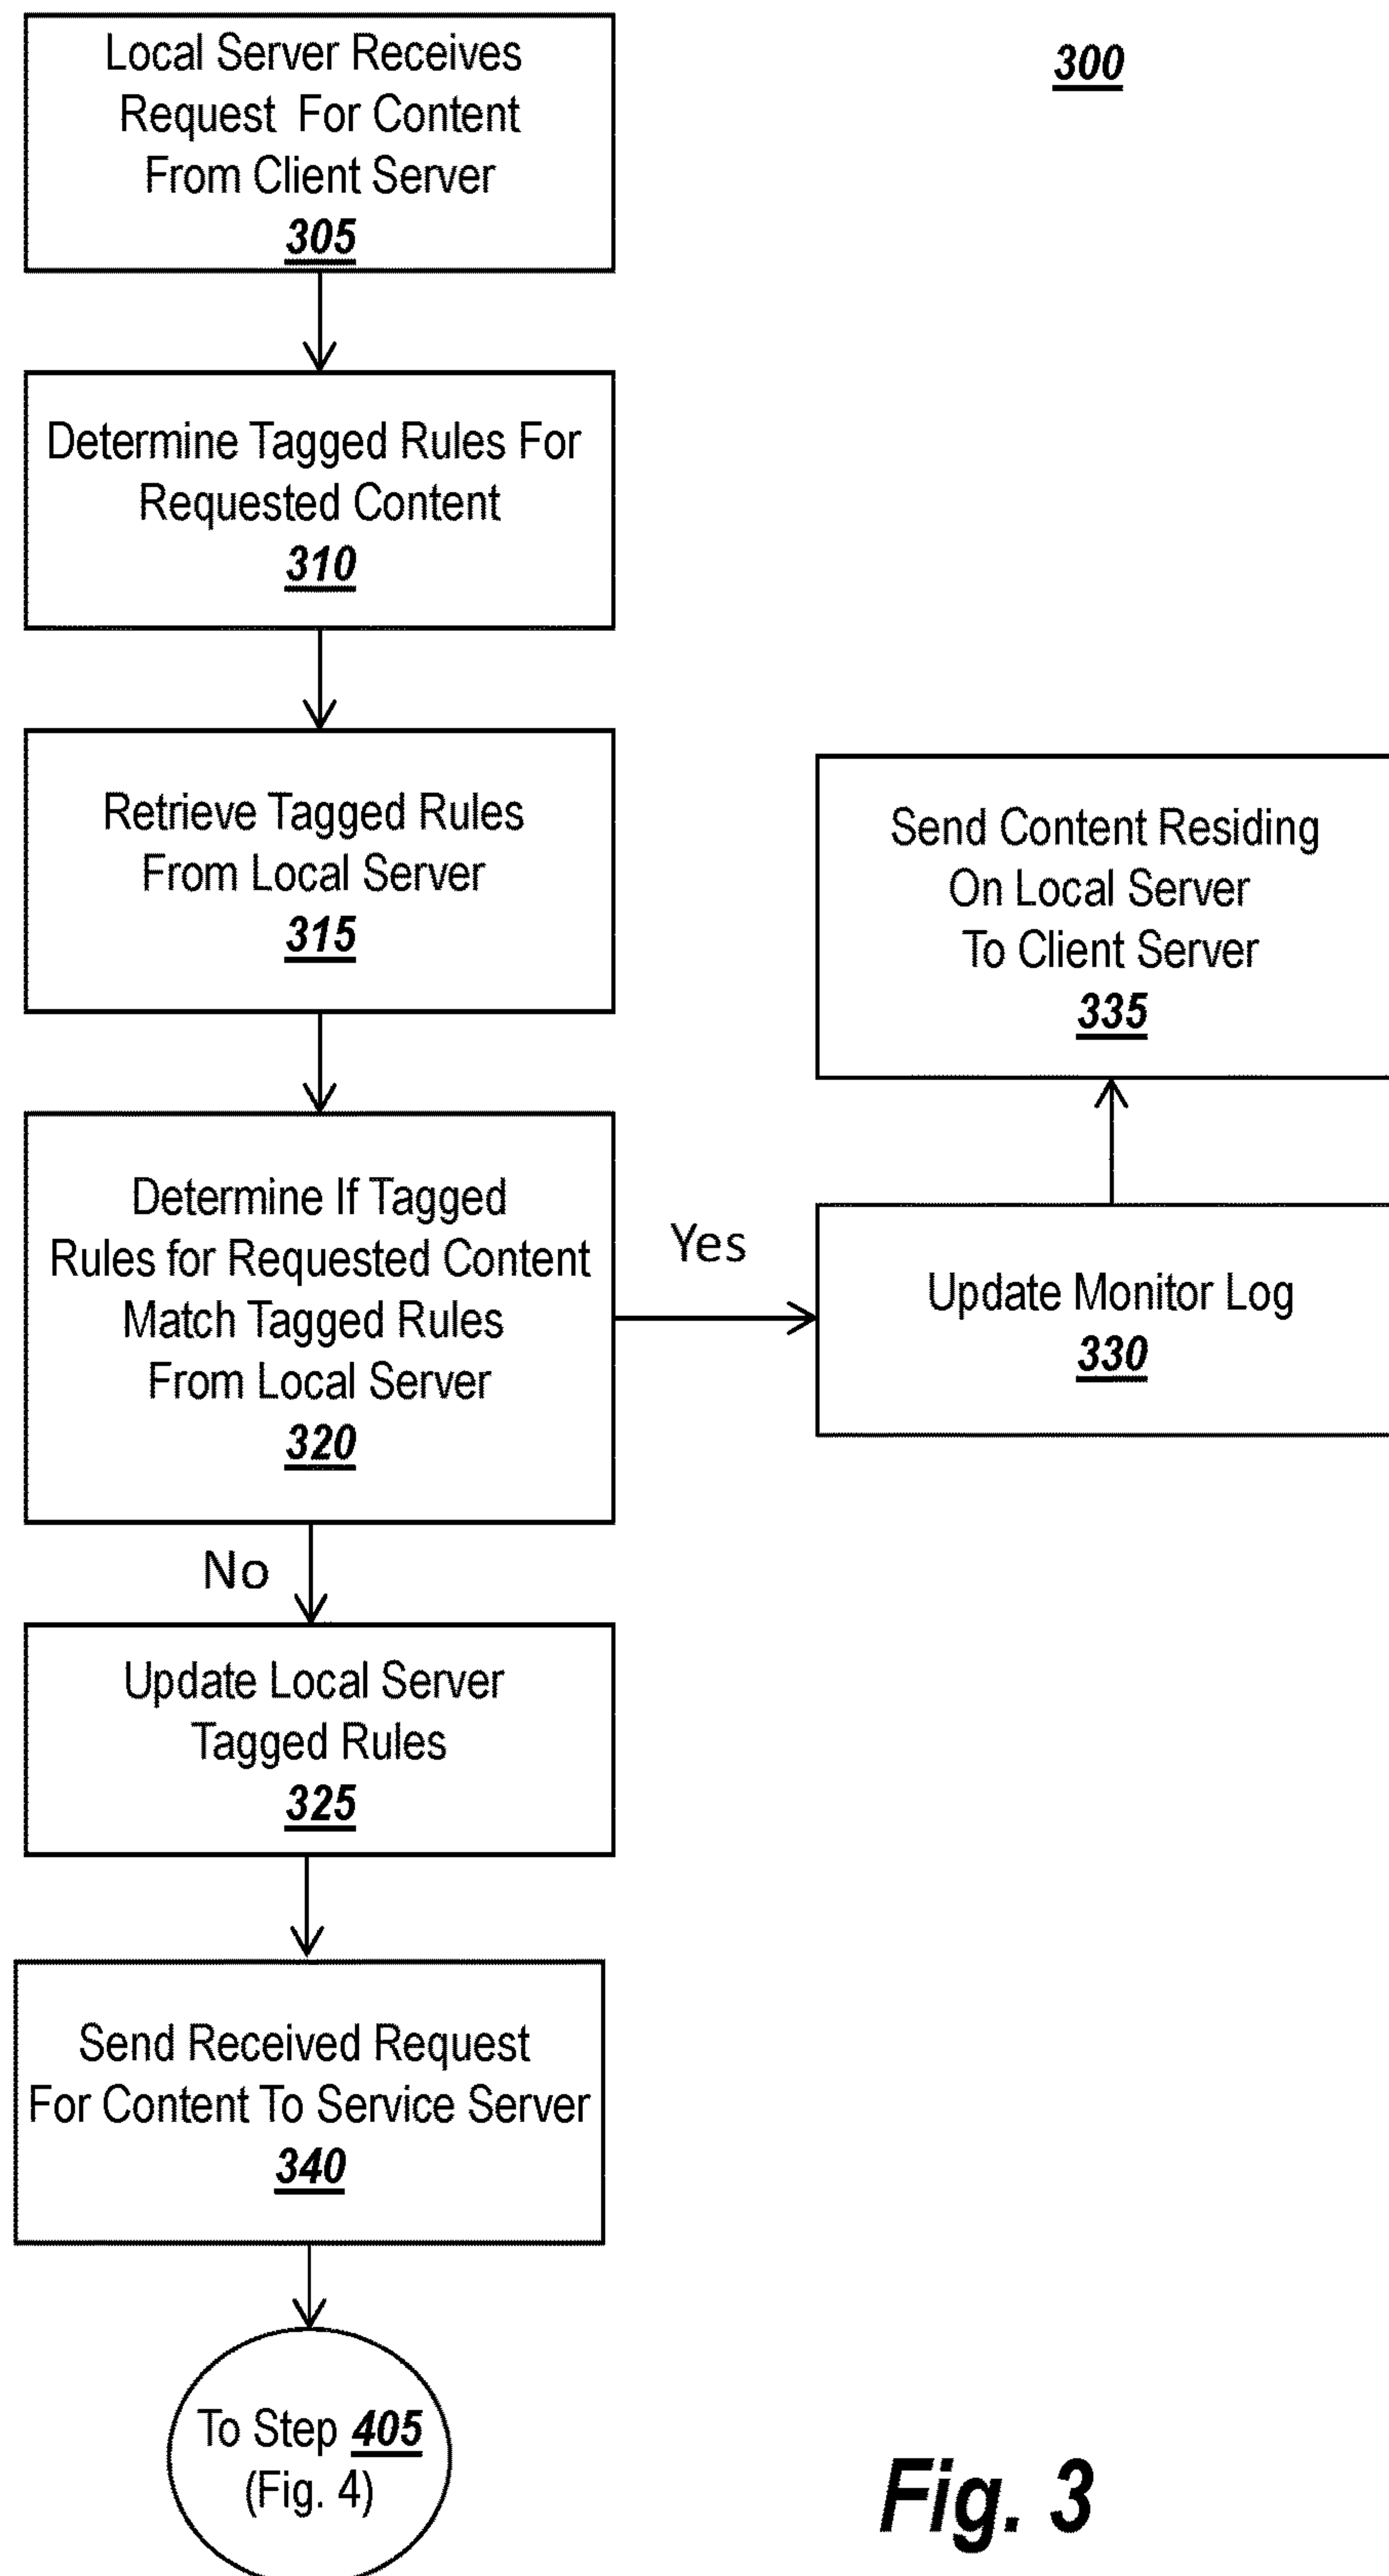 300
Local Server Receives
Request For Content
From Client Server
305
Determine Tagged Rules For
Requested Content
310
Retrieve Tagged Rules
From Local Server
315
Send Content Residing
On Local Server
To Client Server
335
Determine If Tagged
Rules for Requested Content
Match Tagged Rules
From Local Server
320
Yes
Update Monitor Log
330
No
Update Local Server
Tagged Rules
325
Send Received Request
For Content To Service Server
340
To Step 405
(Fig. 4)
Fig. 3